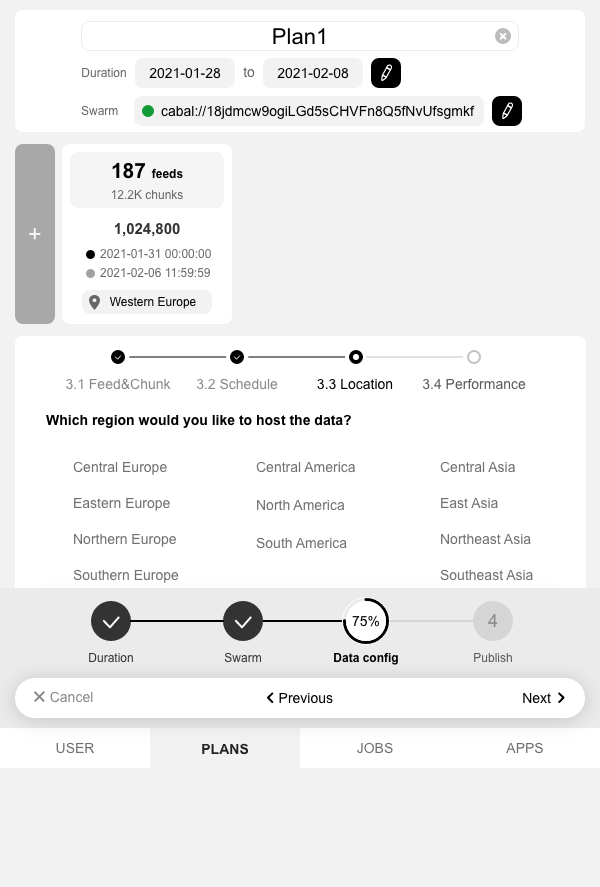 Plan1
Duration 2021-01-28 to 2021-02-08
Swarm cabal://18jdmcw9ogiLGd5sCHVFn8Q5fNvUfsgmkf
+
187 feeds
12.2K chunks
1,024,800
2021-01-31 00:00:00
2021-02-06 11:59:59
Western Europe
3.1 Feed&Chunk 3.2 Schedule 3.3 Location 3.4 Performance
Which region would you like to host the data?
Central Europe Central America Central Asia
Eastern Europe North America East Asia
Northern Europe South America Northeast Asia
Southern Europe Southeast Asia
75% 4
Duration Swarm Data config Publish
Cancel Previous Next
USER PLANS JOBS APPS